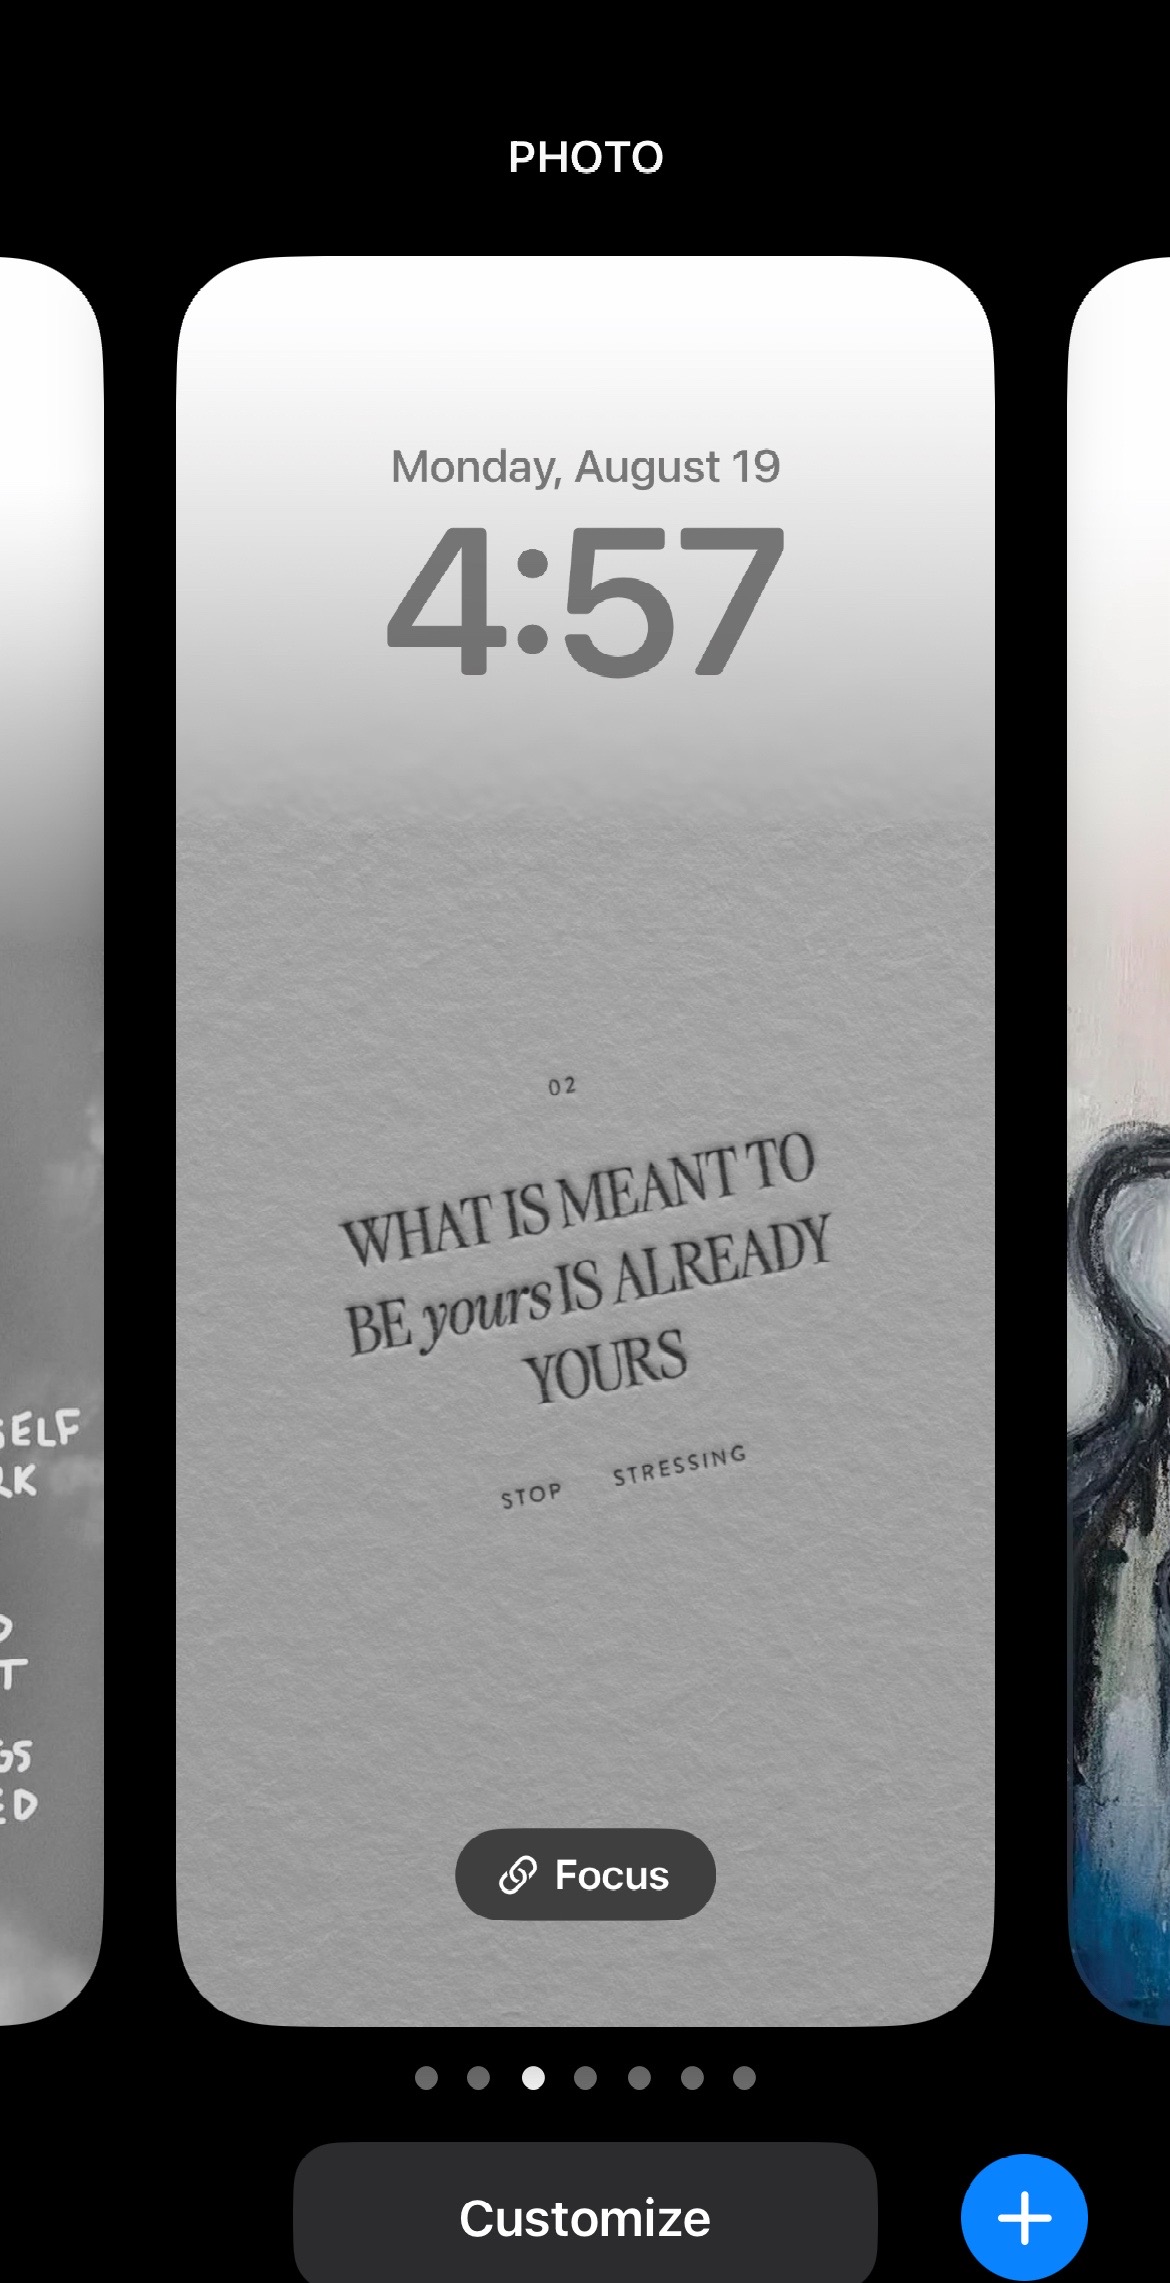 PHOTO
Monday, August 19
4:57
02
WHAT IS MEANT TO
BE yours IS ALREADY
YOURS
STOP STRESSING
SELF
D
T
GS
ED
Focus
Customize